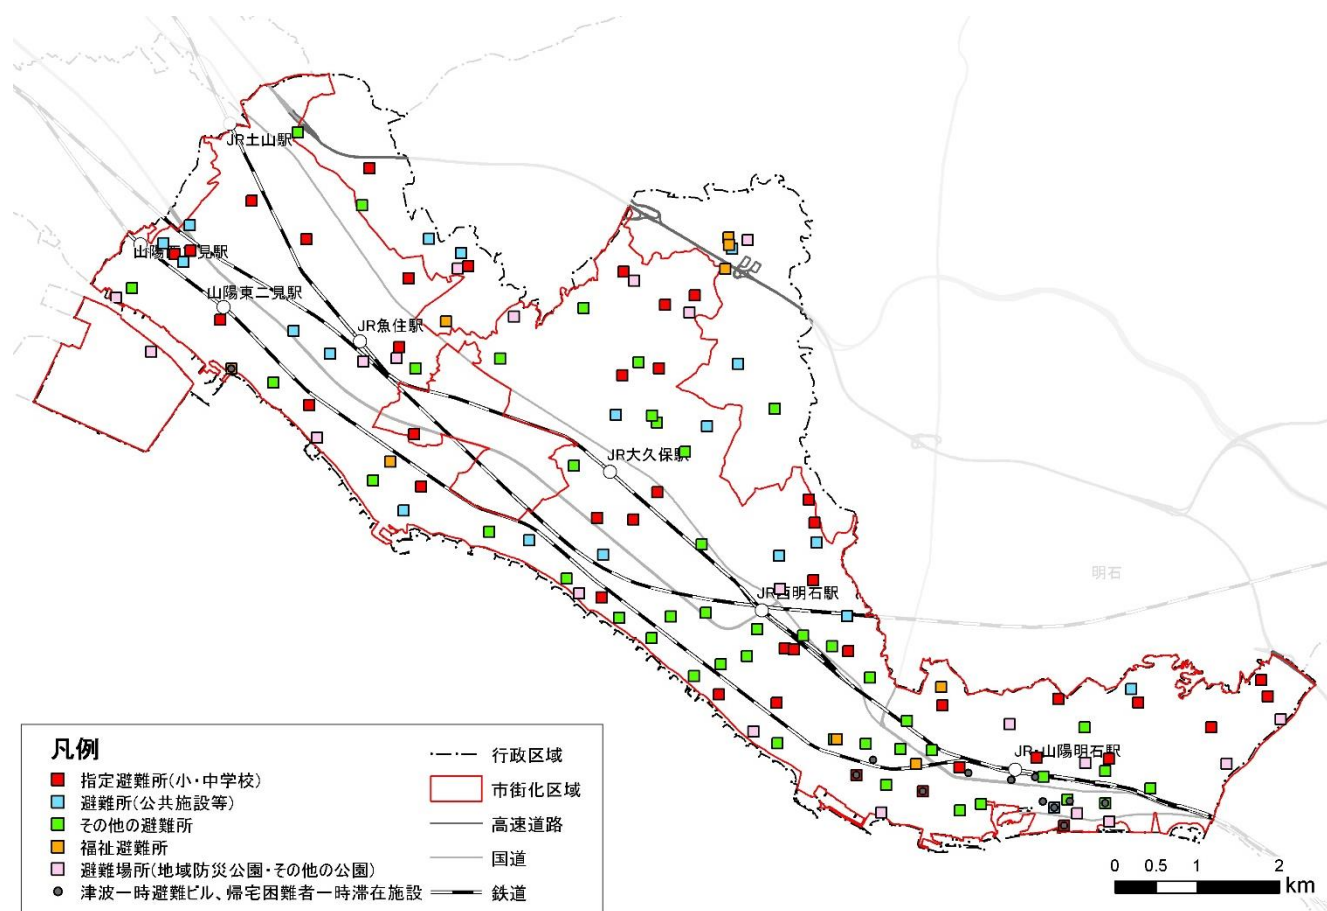 JR土山駅
山陽西二見駅
山陽東二見駅
JR魚住駅
JR大久保駅
明石
JR西明石駅
JR・山陽明石駅
凡例
指定避難所(小・中学校)
避難所(公共施設等)
その他の避難所
福祉避難所
避難場所(地域防災公園・その他の公園)
津波一時避難ビル、帰宅困難者一時滞在施設
行政区域
市街化区域
高速道路
国道
鉄道
0 0.5 1 2
km